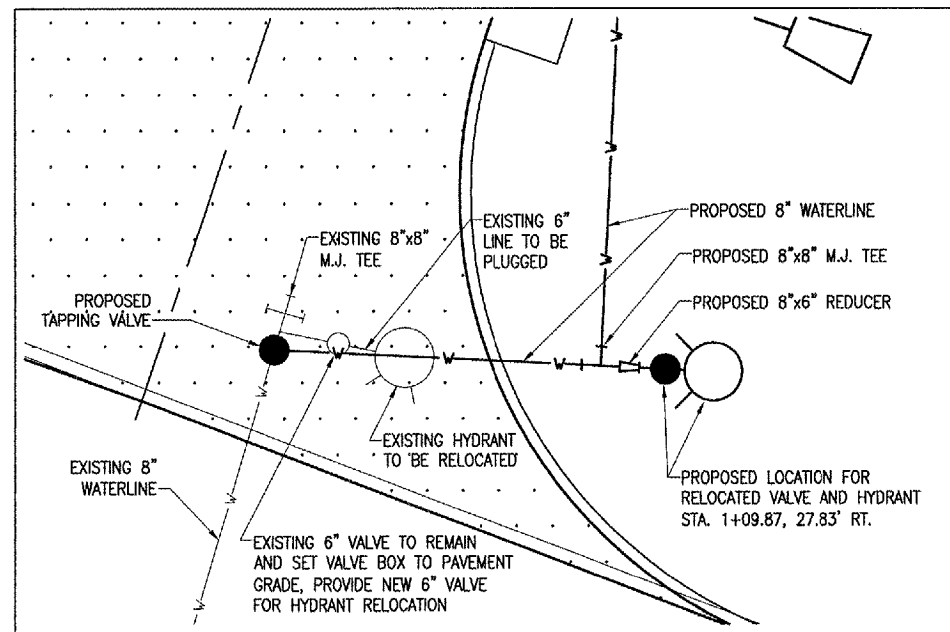 PROPOSED 8" WATERLINE
EXISTING 6"
LINE TO BE
PLUGGED
EXISTING 8"x8"
M.J. TEE
PROPOSED 8"x8" M.J. TEE
PROPOSED
TAPPING VALVE
PROPOSED 8"x6" REDUCER
W
W
W
W
W
W
W
W
EXISTING HYDRANT
TO BE RELOCATED
EXISTING 8"
WATERLINE
PROPOSED LOCATION FOR
RELOCATED VALVE AND HYDRANT
STA. 1+09.87, 27.83' RT.
EXISTING 6" VALVE TO REMAIN
AND SET VALVE BOX TO PAVEMENT
GRADE, PROVIDE NEW 6" VALVE
FOR HYDRANT RELOCATION
W
W